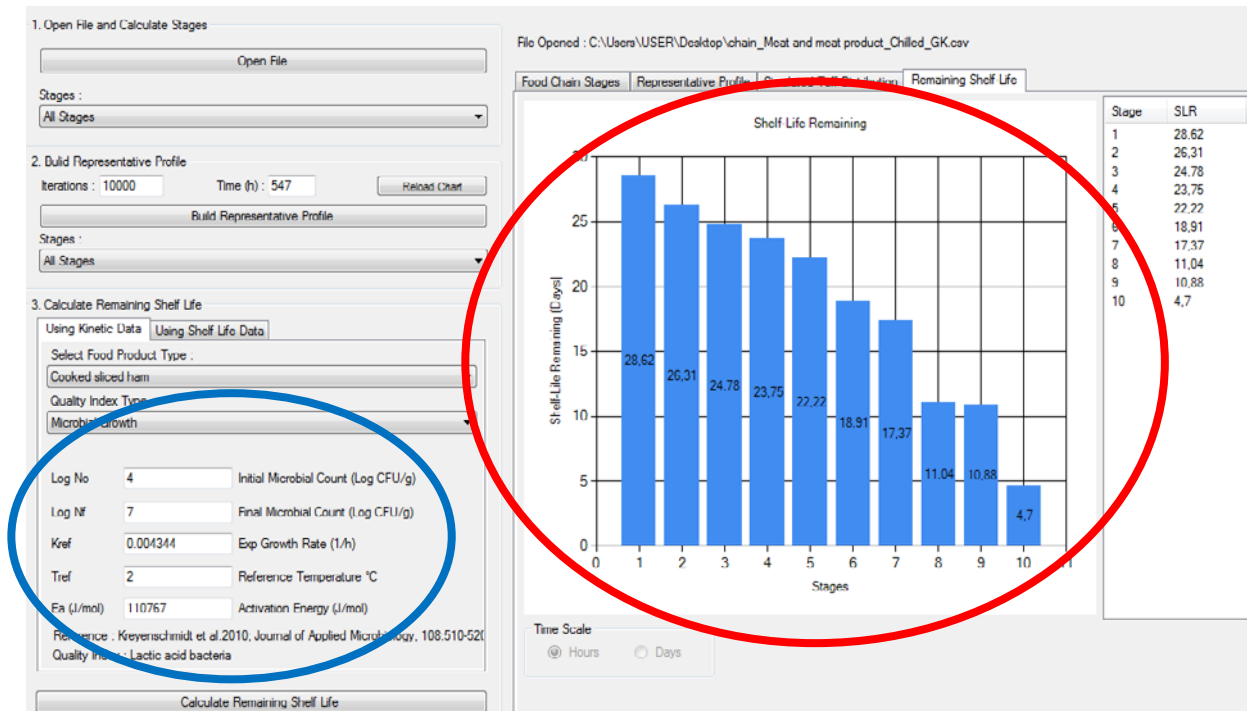 1. Open File and Calculate Stages
Open File
Stages :
All Stages
2. Bulid Representative Profile
Iterations : 10000 Time (h) : 547 Reload Chart
Build Representative Profile
Stages :
All Stages
3. Calculate Remaining Shelf Life
Using Kinetic Data Using Shelf Life Data
Select Food Product Type :
Cooked sliced ham
Quality Index Type
Microbial Growth
Log No 4 Initial Microbial Count (Log CFU/g)
Log Nf 7 Final Microbial Count (Log CFU/g)
Kref 0.004344 Exp Growth Rate (1/h)
Tref 2 Reference Temperature °C
Ea (J/mol) 110767 Activation Energy (J/mol)
Reference : Kreyenschmidt et al.2010, Journal of Applied Microbiology, 108.510-520
Quality Index : Lactic acid bacteria
Calculate Remaining Shelf Life
File Opened : C:\Users\USER\Desktop\chain_Meat and meat product_Chilled_GK.csv
Food Chain Stages Representative Profile Remaining Shelf Life
Shelf Life Remaining
Shelf-Life Remaining (Days)
30
25
20
15
10
5
0
28,62 26,31 24,78 23,75 22,22 18,91 17,37 11,04 10,88 4,7
0 1 2 3 4 5 6 7 8 9 10 11
Stages
Time Scale
Hours Days
Stage SLR
1 28,62
2 26,31
3 24,78
4 23,75
5 22,22
6 18,91
7 17,37
8 11,04
9 10,88
10 4,7